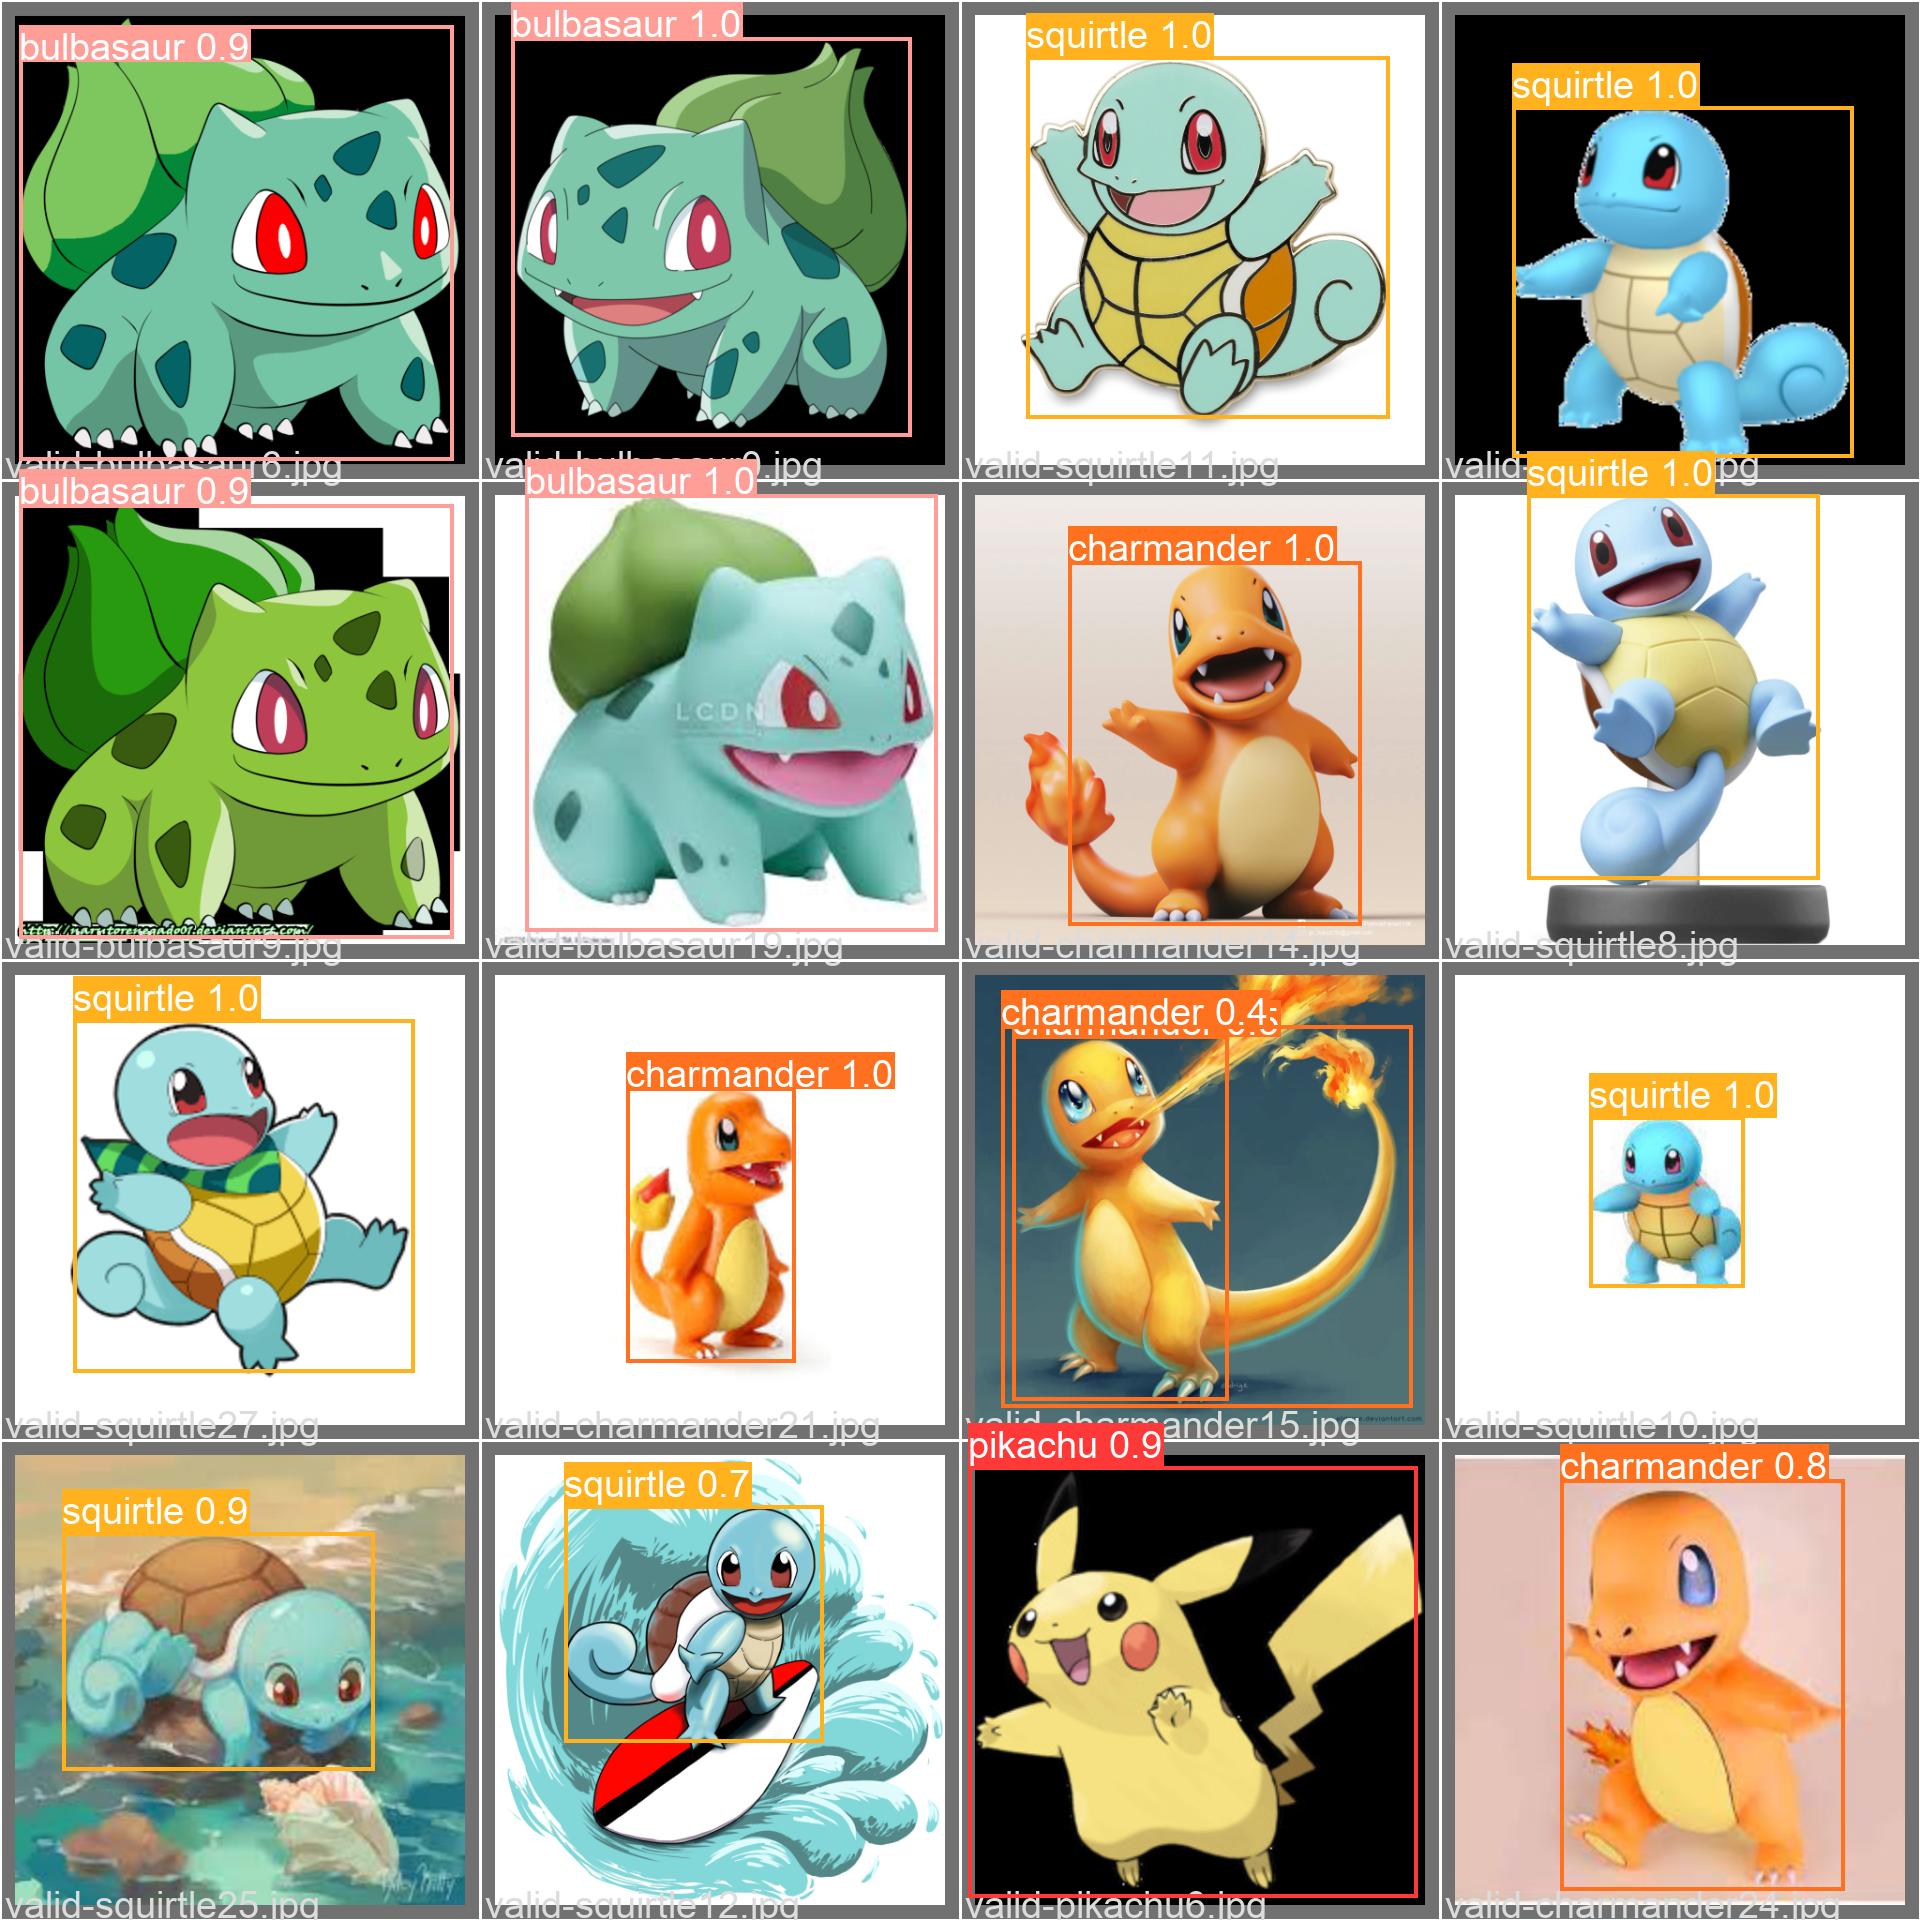 bulbasaur 0.9
bulbasaur 1.0
squirtle 1.0
squirtle 1.0
valid-bulbasaur6.jpg
valid-bulbasaur0.jpg
valid-squirtle11.jpg
pg
bulbasaur 0.9
bulbasaur 1.0
charmander 1.0
squirtle 1.0
LCDN
http://narutorenegado01.deviantart.com/
valid-bulbasaur9.jpg
valid-bulbasaur19.jpg
valid-charmander14.jpg
valid-squirtle8.jpg
squirtle 1.0
charmander 1.0
charmander 0.4
charmander
squirtle 1.0
valid-squirtle27.jpg
valid-charmander21.jpg
valid-charmander15.jpg
valid-squirtle10.jpg
squirtle 0.9
squirtle 0.7
pikachu 0.9
charmander 0.8
valid-squirtle25.jpg
valid-squirtle12.jpg
valid-pikachu6.jpg
valid-charmander24.jpg